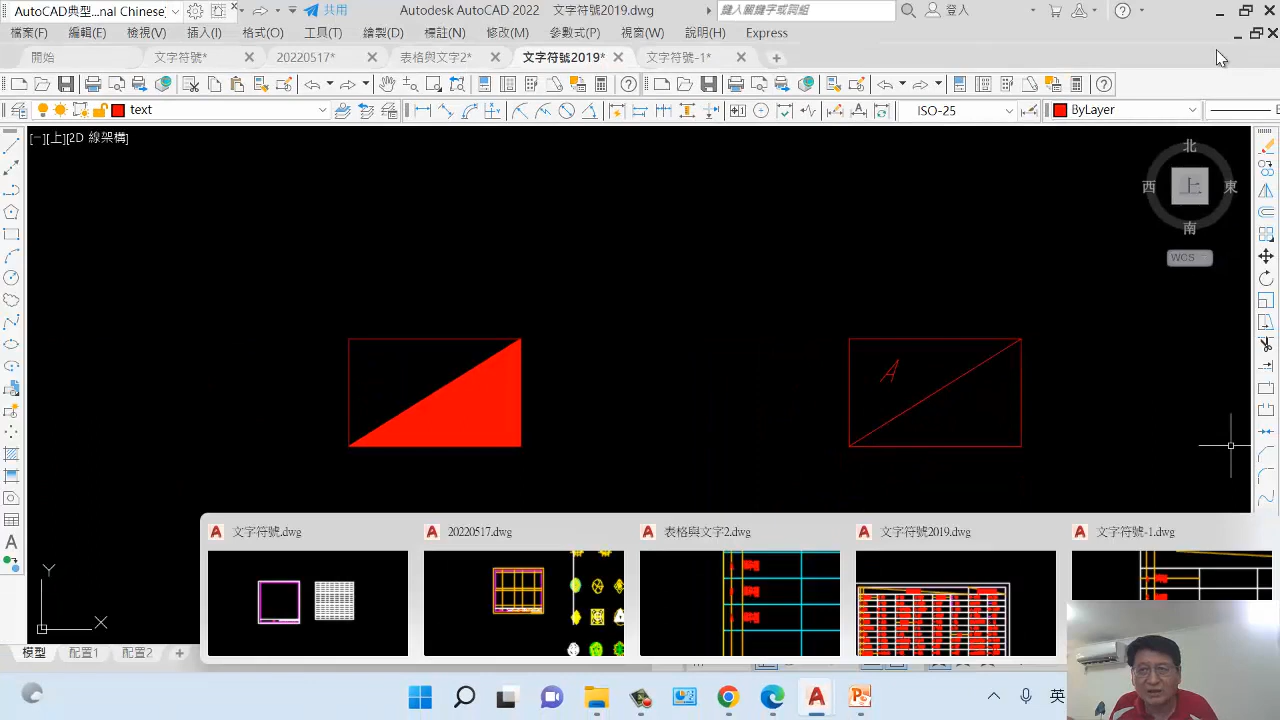 AutoCAD典型...nal Chinese
共用
Autodesk AutoCAD 2022 文字符號2019.dwg
鍵入關鍵字或詞組
登入
檔案(F) 編輯(E) 檢視(V) 插入(I) 格式(O) 工具(T) 繪製(D) 標註(N) 修改(M) 參數式(P) 視窗(W) 說明(H) Express
開始 文字符號* 20220517* 表格與文字2* 文字符號2019* 文字符號-1*
text ISO-25 ByLayer
[−][上][2D 線架構]
北
西 上 東
南
WCS
A
文字符號.dwg 20220517.dwg 表格與文字2.dwg 文字符號2019.dwg 文字符號-1.dwg
Y
X
模型 配置1 配置2
英